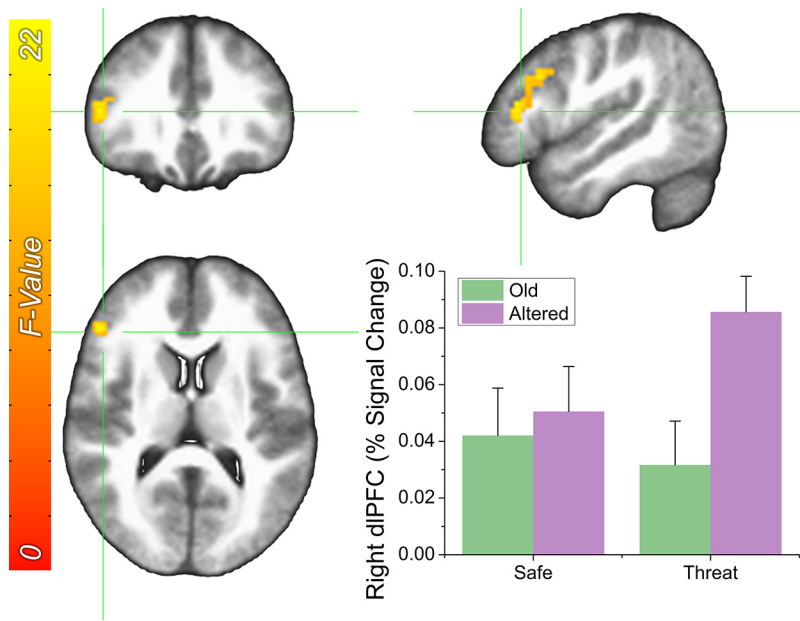 22
F-Value
0
Right dlPFC (% Signal Change)
0.10
0.08
0.06
0.04
0.02
0.00
Old
Altered
Safe
Threat